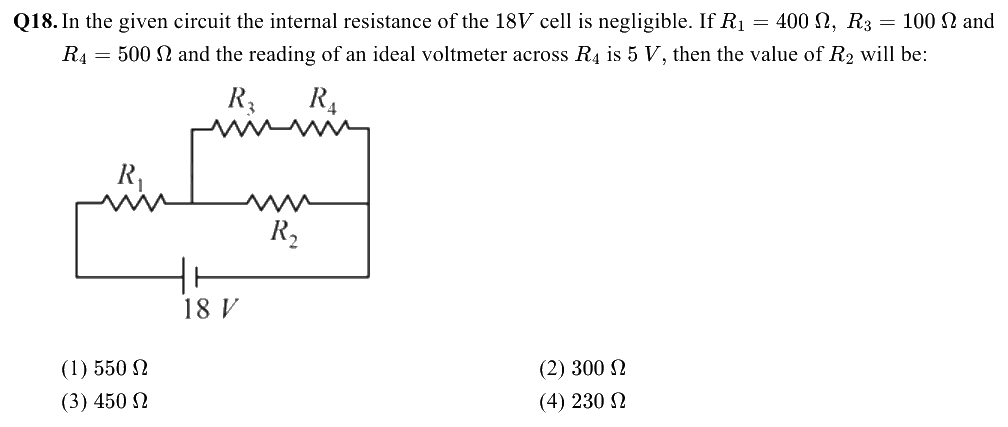 Q18. In the given circuit the internal resistance of the 18V cell is negligible. If R₁ = 400 Ω, R₃ = 100 Ω and
R₄ = 500 Ω and the reading of an ideal voltmeter across R₄ is 5 V, then the value of R₂ will be:
R₃ R₄
R₁
R₂
18 V
(1) 550 Ω (2) 300 Ω
(3) 450 Ω (4) 230 Ω